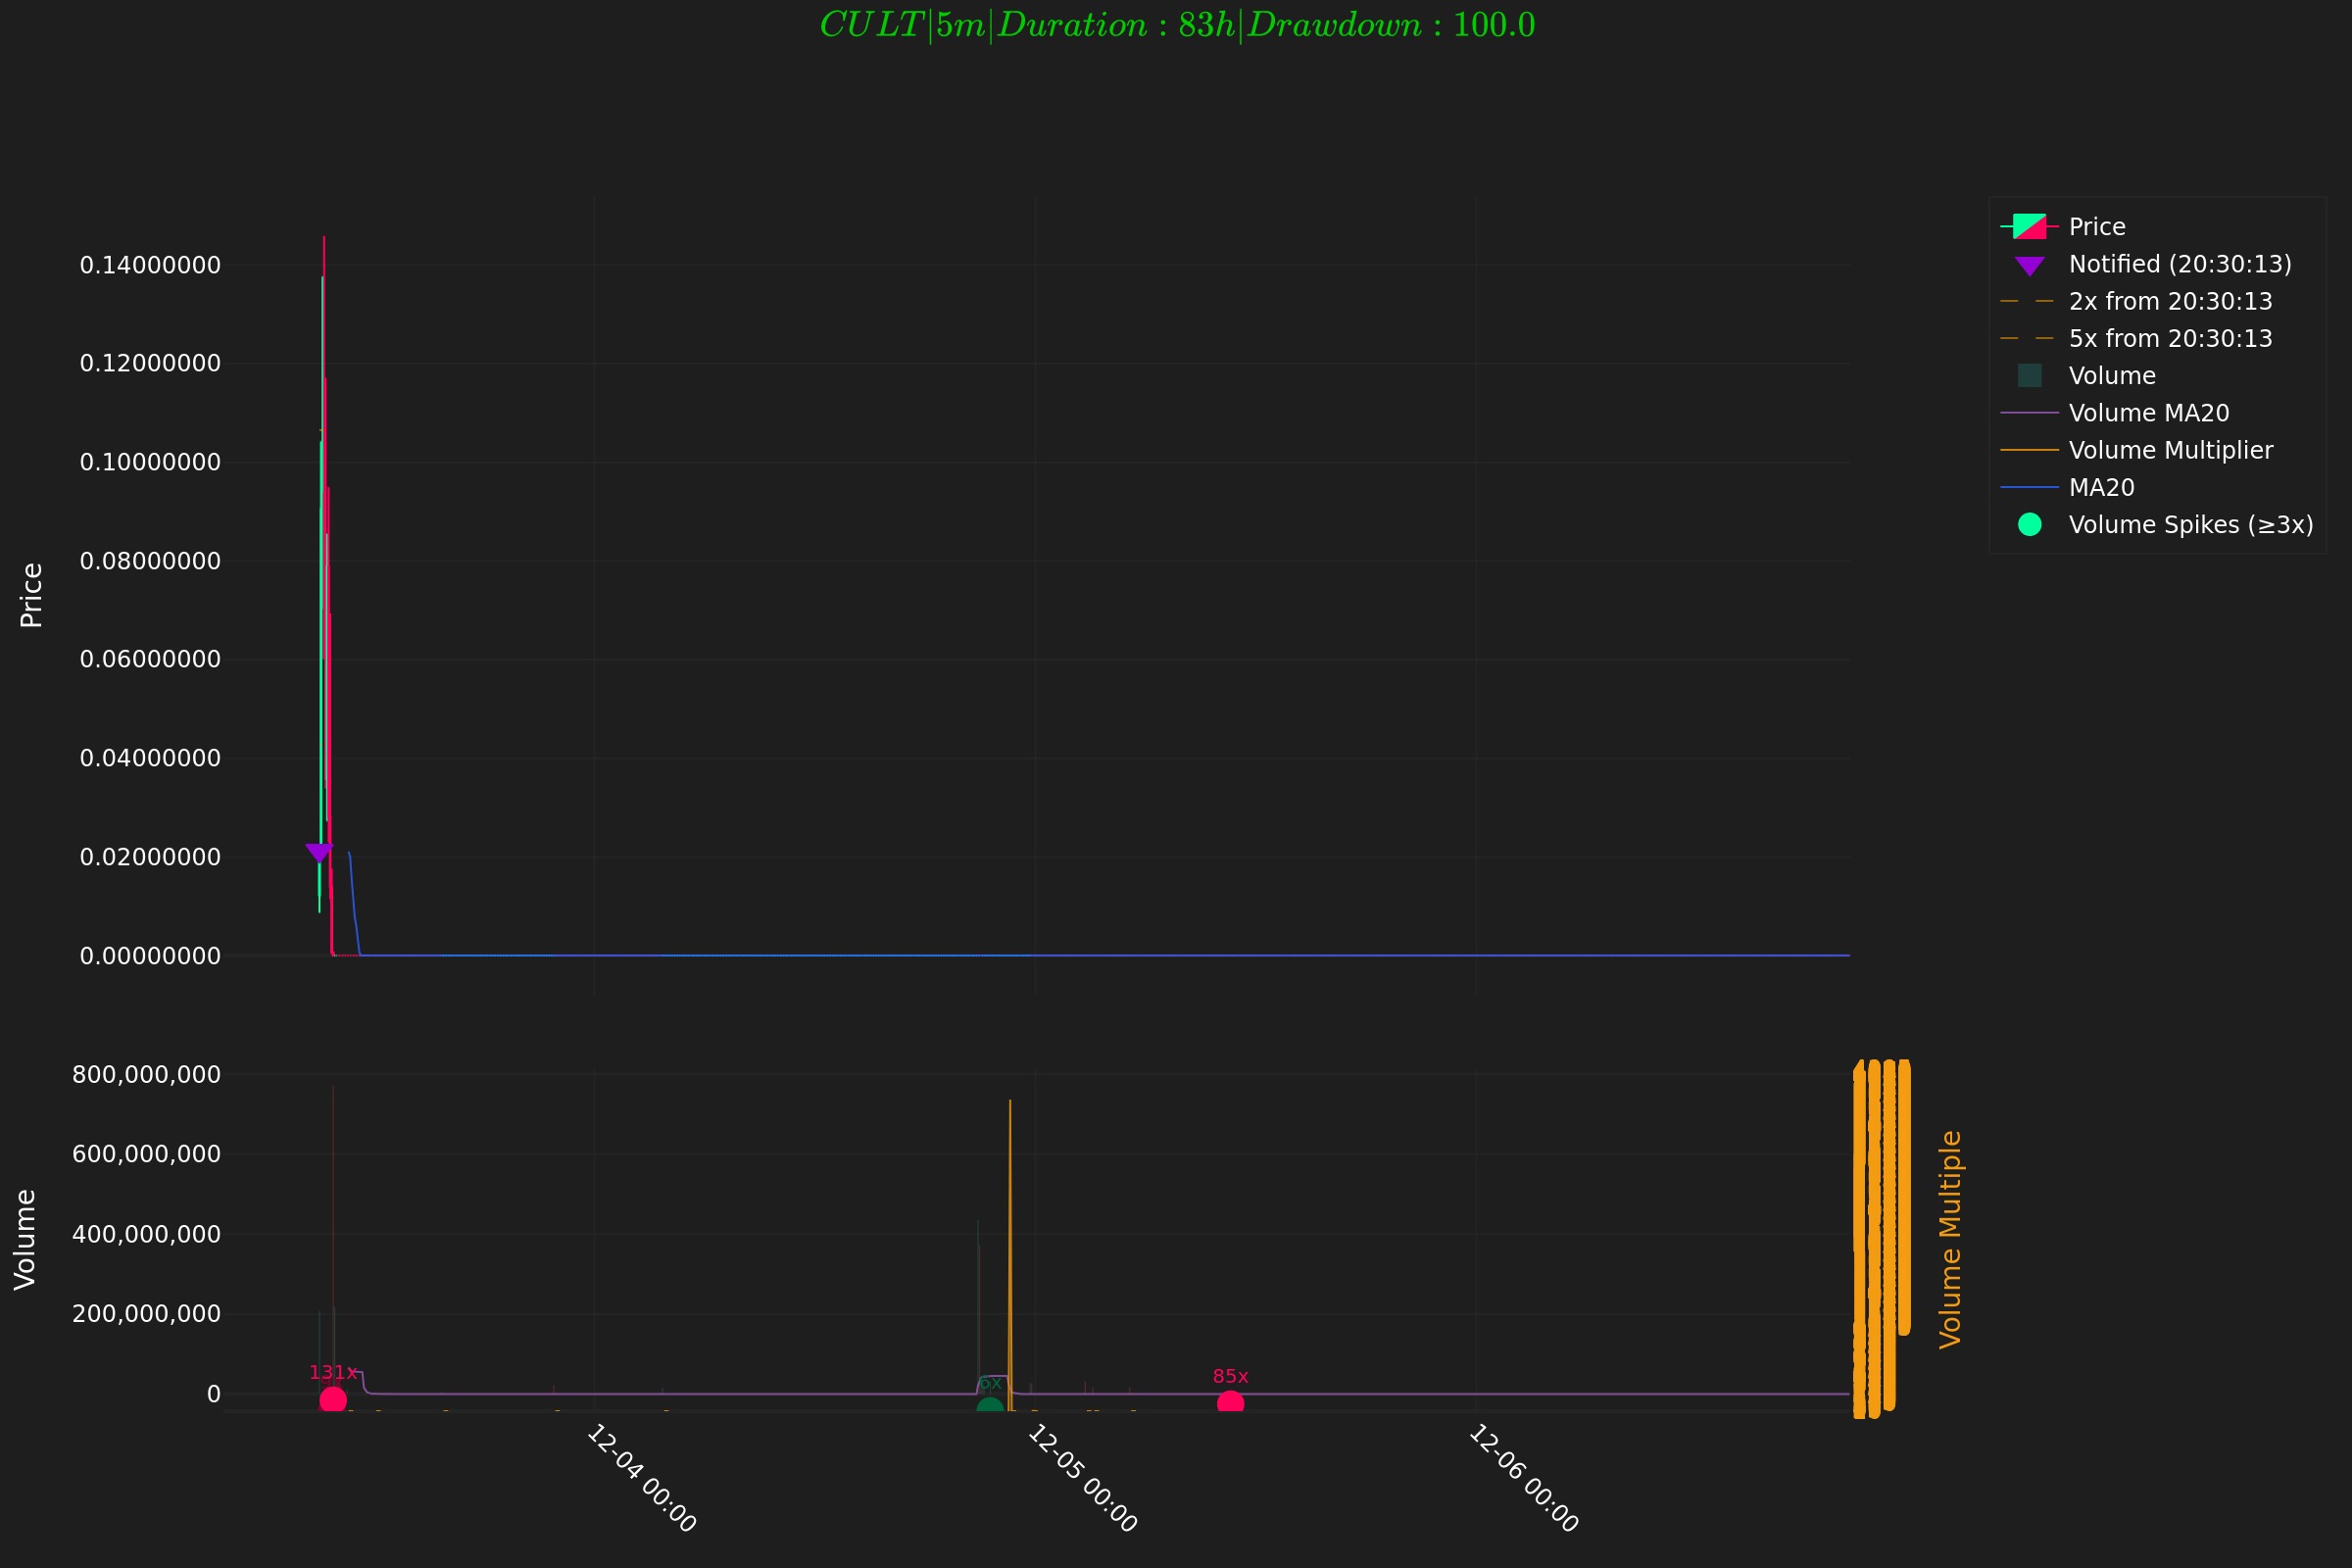 CULT|5m|Duration : 83h|Drawdown : 100.0
Price
0.14000000
0.12000000
0.10000000
0.08000000
0.06000000
0.04000000
0.02000000
0.00000000
Price
Notified (20:30:13)
2x from 20:30:13
5x from 20:30:13
Volume
Volume MA20
Volume Multiplier
MA20
Volume Spikes (≥3x)
Volume
800,000,000
600,000,000
400,000,000
200,000,000
0
131x
6x
85x
Volume Multiple
12-04 00:00
12-05 00:00
12-06 00:00